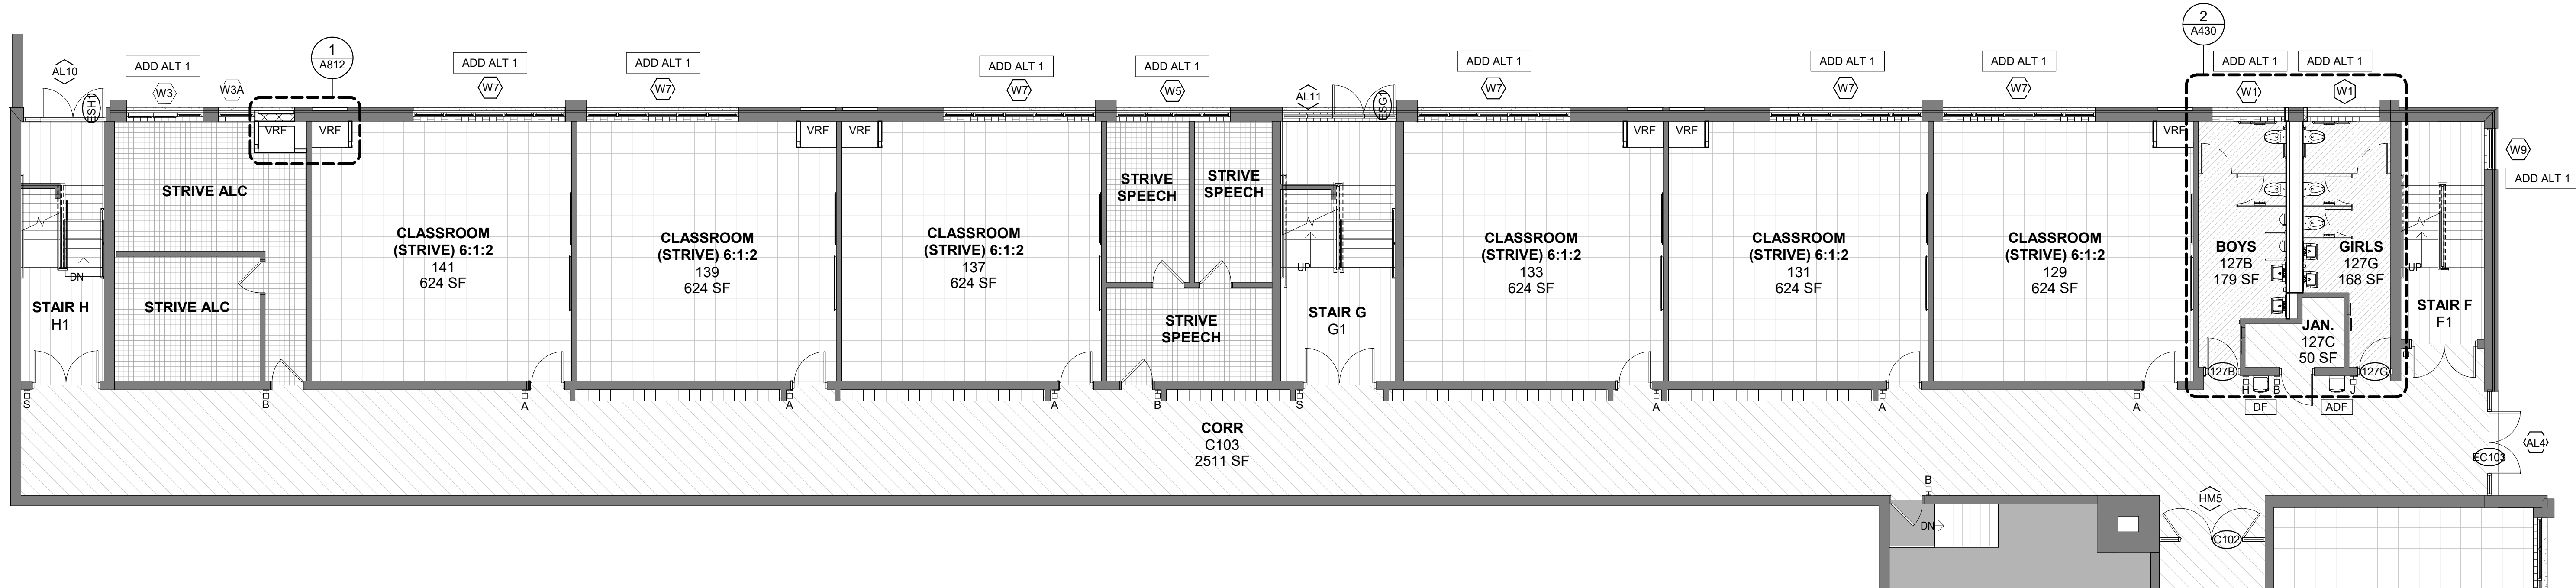 1
A812
2
A430
AL10
ADD ALT 1
W3
W3A
ADD ALT 1
W7
ADD ALT 1
W7
ADD ALT 1
W7
ADD ALT 1
W5
AL11
ADD ALT 1
W7
ADD ALT 1
W7
ADD ALT 1
W7
ADD ALT 1
W1
ADD ALT 1
W1
ESH1
ESG1
VRF
VRF
VRF
VRF
VRF
VRF
VRF
W9
ADD ALT 1
STRIVE ALC
STRIVE ALC
DN
STAIR H
H1
CLASSROOM
(STRIVE) 6:1:2
141
624 SF
CLASSROOM
(STRIVE) 6:1:2
139
624 SF
CLASSROOM
(STRIVE) 6:1:2
137
624 SF
STRIVE
SPEECH
STRIVE
SPEECH
STRIVE
SPEECH
UP
STAIR G
G1
CLASSROOM
(STRIVE) 6:1:2
133
624 SF
CLASSROOM
(STRIVE) 6:1:2
131
624 SF
CLASSROOM
(STRIVE) 6:1:2
129
624 SF
BOYS
127B
179 SF
GIRLS
127G
168 SF
JAN.
127C
50 SF
UP
STAIR F
F1
127B
127G
S
B
A
A
A
B
S
A
A
A
H
B
J
DF
ADF
CORR
C103
2511 SF
AL4
EC103
B
DN
HM5
C102